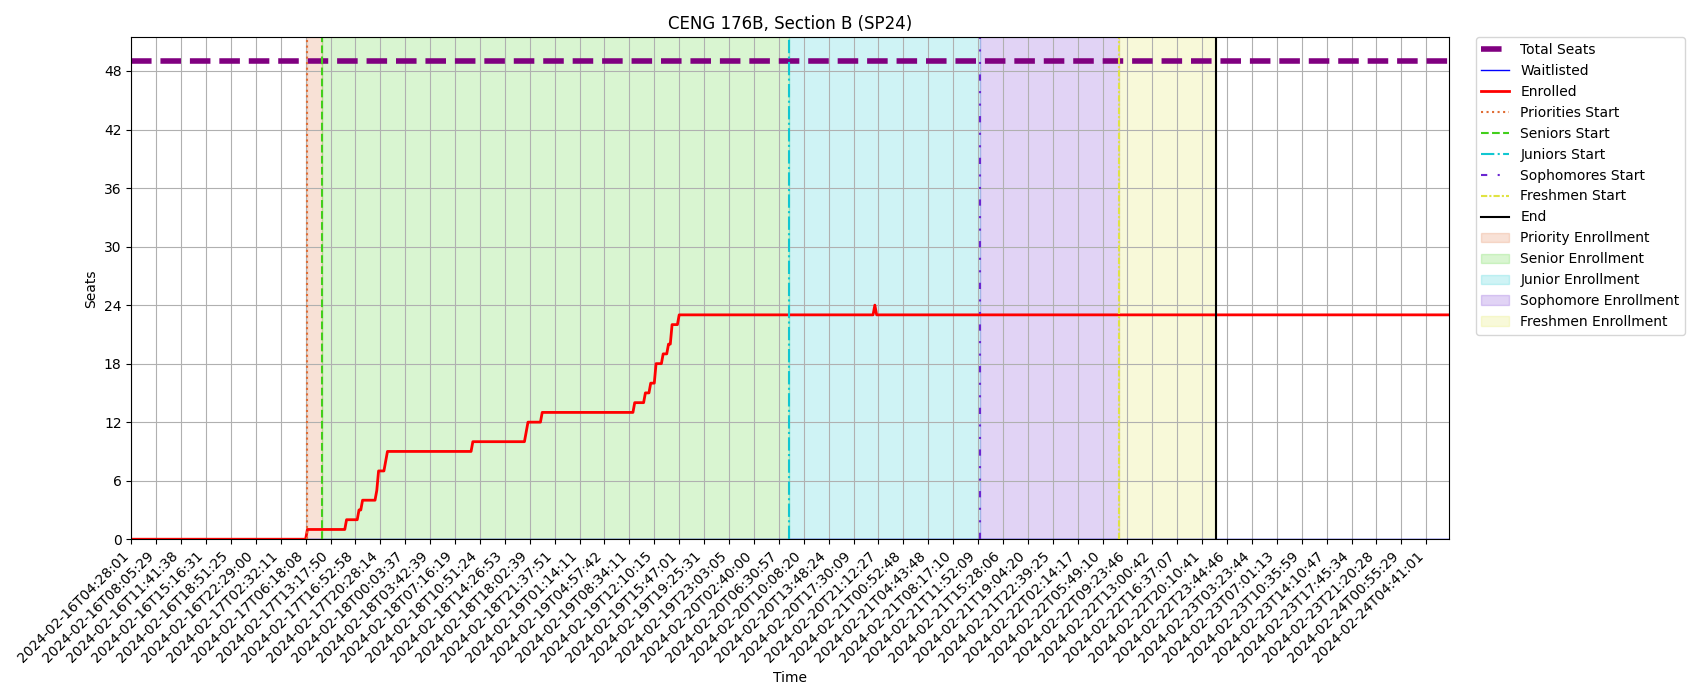 CENG 176B, Section B (SP24)
Seats
48
42
36
30
24
18
12
6
0
2024-02-16T04:28:01
2024-02-16T08:05:29
2024-02-16T11:41:38
2024-02-16T15:16:31
2024-02-16T18:51:25
2024-02-16T22:29:00
2024-02-17T02:32:11
2024-02-17T06:18:08
2024-02-17T13:17:50
2024-02-17T16:52:58
2024-02-17T20:28:14
2024-02-18T00:03:37
2024-02-18T03:42:39
2024-02-18T07:16:19
2024-02-18T10:51:24
2024-02-18T14:26:53
2024-02-18T18:02:39
2024-02-18T21:37:51
2024-02-19T01:14:11
2024-02-19T04:57:42
2024-02-19T08:34:11
2024-02-19T12:10:15
2024-02-19T15:47:01
2024-02-19T19:25:31
2024-02-19T23:03:05
2024-02-20T02:40:00
2024-02-20T06:30:57
2024-02-20T10:08:20
2024-02-20T13:48:24
2024-02-20T17:30:09
2024-02-20T21:12:27
2024-02-21T00:52:48
2024-02-21T04:43:48
2024-02-21T08:17:10
2024-02-21T11:52:09
2024-02-21T15:28:06
2024-02-21T19:04:20
2024-02-21T22:39:25
2024-02-22T02:14:17
2024-02-22T05:49:10
2024-02-22T09:23:46
2024-02-22T13:00:42
2024-02-22T16:37:07
2024-02-22T20:10:41
2024-02-22T23:44:46
2024-02-23T03:23:44
2024-02-23T07:01:13
2024-02-23T10:35:59
2024-02-23T14:10:47
2024-02-23T17:45:34
2024-02-23T21:20:28
2024-02-24T00:55:29
2024-02-24T04:41:01
Time
Total Seats
Waitlisted
Enrolled
Priorities Start
Seniors Start
Juniors Start
Sophomores Start
Freshmen Start
End
Priority Enrollment
Senior Enrollment
Junior Enrollment
Sophomore Enrollment
Freshmen Enrollment